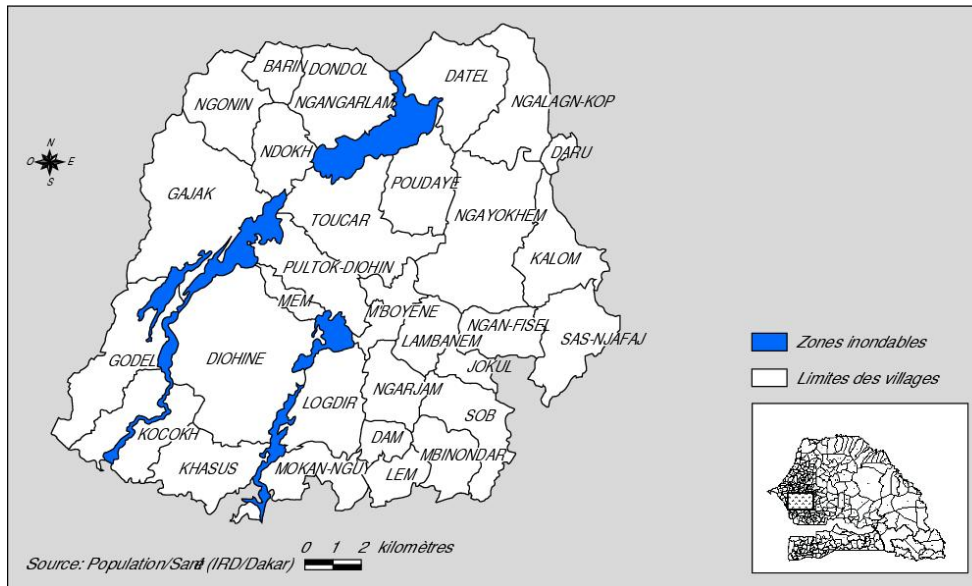 BARIN
DONDOL
DATEL
NGONIN
NGANGARLAM
NGALAGN-KOP
N
O E
S
NDOKH
DARU
GAJAK
POUDAYE
TOUCAR
NGAYOKHEM
KALOM
PULTOK-DIOHIN
MEM
M'BOYENE
NGAN-FISEL
SAS-NJAFAJ
LAMBANEM
Zones inondables
GODEL
DIOHINE
JOKUL
NGARJAM
Limites des villages
LOGDIR
SOB
KOCOKH
DAM
MBINONDAR
KHASUS
MOKAN-NGU
LEM
0 1 2 kilomètres
Source: Population/Santé (IRD/Dakar)